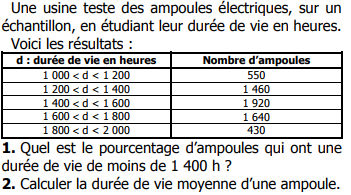 Une usine teste des ampoules électriques, sur un
échantillon, en étudiant leur durée de vie en heures.
Voici les résultats :
d : durée de vie en heures Nombre d'ampoules
1 000 < d < 1 200 550
1 200 < d < 1 400 1 460
1 400 < d < 1 600 1 920
1 600 < d < 1 800 1 640
1 800 < d < 2 000 430
1. Quel est le pourcentage d'ampoules qui ont une
durée de vie de moins de 1 400 h ?
2. Calculer la durée de vie moyenne d'une ampoule.